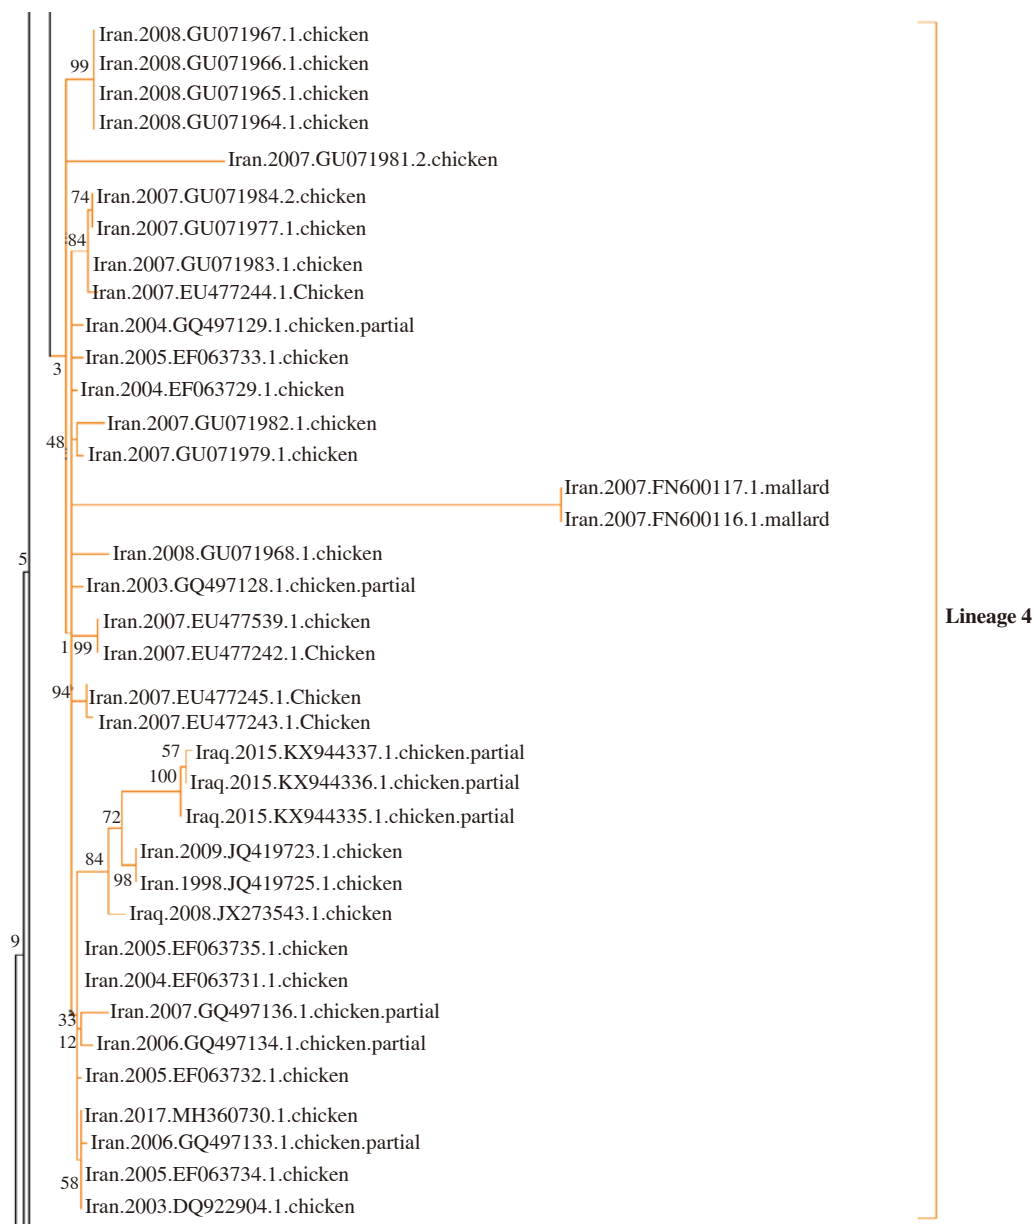 Iran.2008.GU071967.1.chicken
Iran.2008.GU071966.1.chicken
99
Iran.2008.GU071965.1.chicken
Iran.2008.GU071964.1.chicken
Iran.2007.GU071981.2.chicken
74
Iran.2007.GU071984.2.chicken
Iran.2007.GU071977.1.chicken
84
Iran.2007.GU071983.1.chicken
Iran.2007.EU477244.1.Chicken
Iran.2004.GQ497129.1.chicken.partial
Iran.2005.EF063733.1.chicken
3
Iran.2004.EF063729.1.chicken
Iran.2007.GU071982.1.chicken
48
Iran.2007.GU071979.1.chicken
Iran.2007.FN600117.1.mallard
Iran.2007.FN600116.1.mallard
Iran.2008.GU071968.1.chicken
5
Iran.2003.GQ497128.1.chicken.partial
Lineage 4
Iran.2007.EU477539.1.chicken
1 99
Iran.2007.EU477242.1.Chicken
94
Iran.2007.EU477245.1.Chicken
Iran.2007.EU477243.1.Chicken
57
Iraq.2015.KX944337.1.chicken.partial
100
Iraq.2015.KX944336.1.chicken.partial
72
Iraq.2015.KX944335.1.chicken.partial
Iran.2009.JQ419723.1.chicken
84
98
Iran.1998.JQ419725.1.chicken
Iraq.2008.JX273543.1.chicken
9
Iran.2005.EF063735.1.chicken
Iran.2004.EF063731.1.chicken
Iran.2007.GQ497136.1.chicken.partial
33
12
Iran.2006.GQ497134.1.chicken.partial
Iran.2005.EF063732.1.chicken
Iran.2017.MH360730.1.chicken
Iran.2006.GQ497133.1.chicken.partial
Iran.2005.EF063734.1.chicken
58
Iran.2003.DQ922904.1.chicken